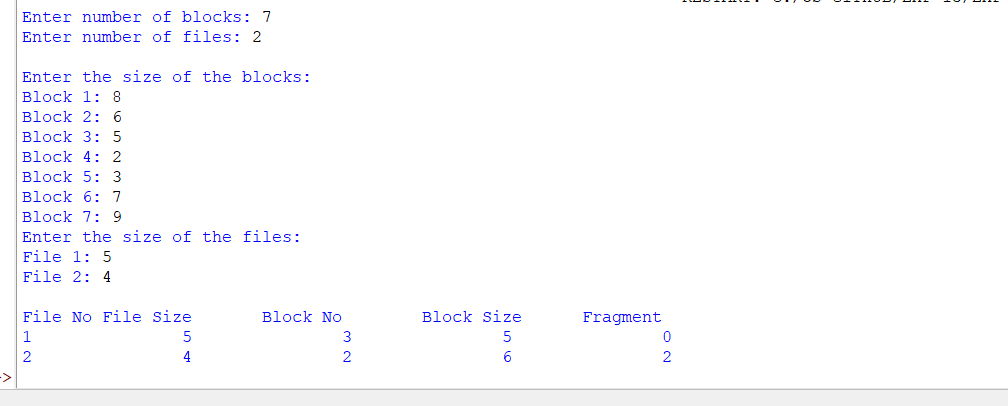 Enter number of blocks: 7
Enter number of files: 2
Enter the size of the blocks:
Block 1: 8
Block 2: 6
Block 3: 5
Block 4: 2
Block 5: 3
Block 6: 7
Block 7: 9
Enter the size of the files:
File 1: 5
File 2: 4
File No File Size Block No Block Size Fragment
1 5 3 5 0
2 4 2 6 2
>